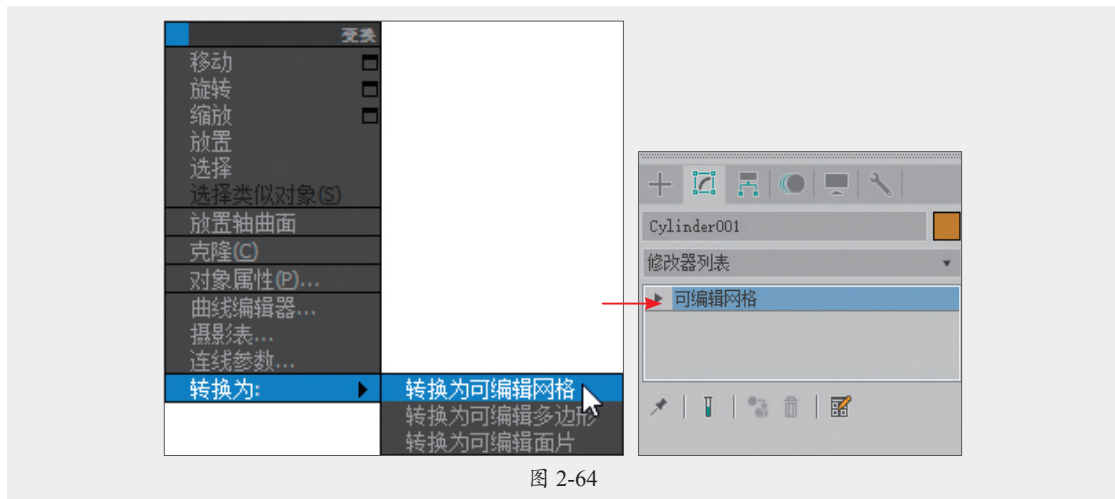 变换
移动
旋转
缩放
放置
选择
选择类似对象(S)
放置轴曲面
克隆(C)
对象属性(P)...
曲线编辑器...
摄影表...
连线参数...
转换为:
转换为可编辑网格
转换为可编辑多边形
转换为可编辑面片
Cylinder001
修改器列表
可编辑网格
图 2-64